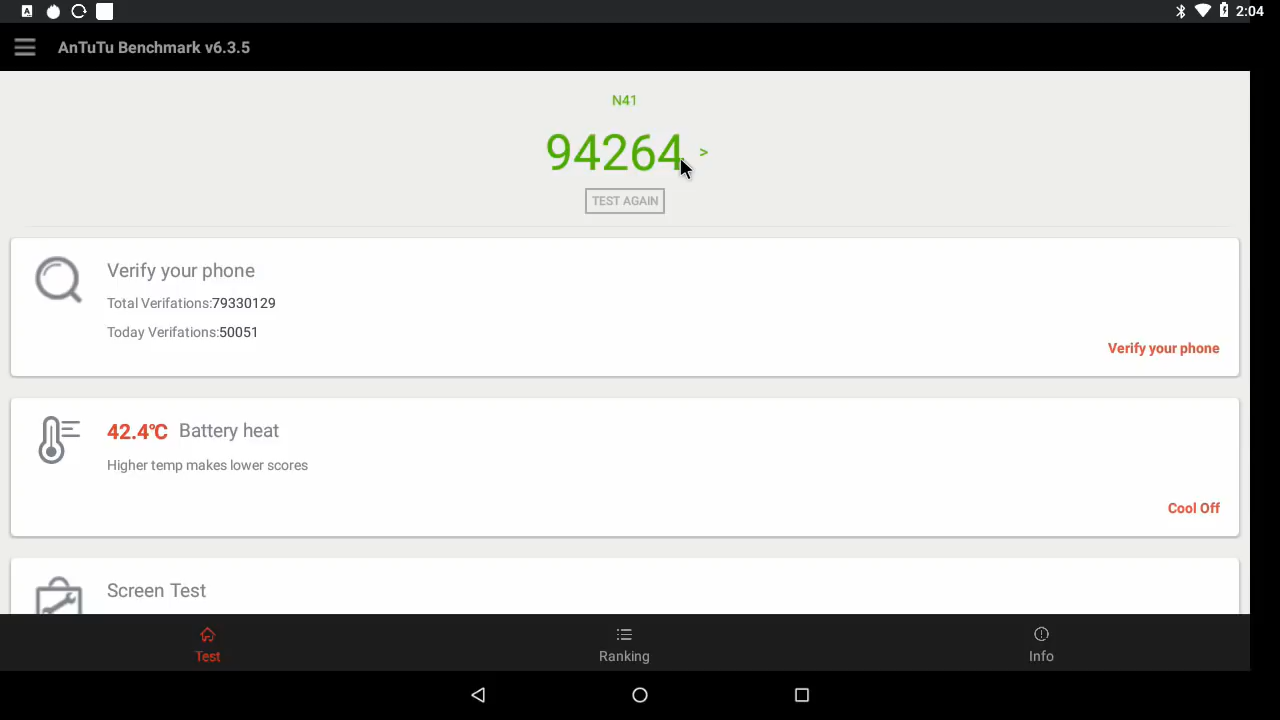 2:04
AnTuTu Benchmark v6.3.5
N41
94264 >
TEST AGAIN
Verify your phone
Total Verifations:79330129
Today Verifations:50051
Verify your phone
42.4℃ Battery heat
Higher temp makes lower scores
Cool Off
Screen Test
Test
Ranking
Info